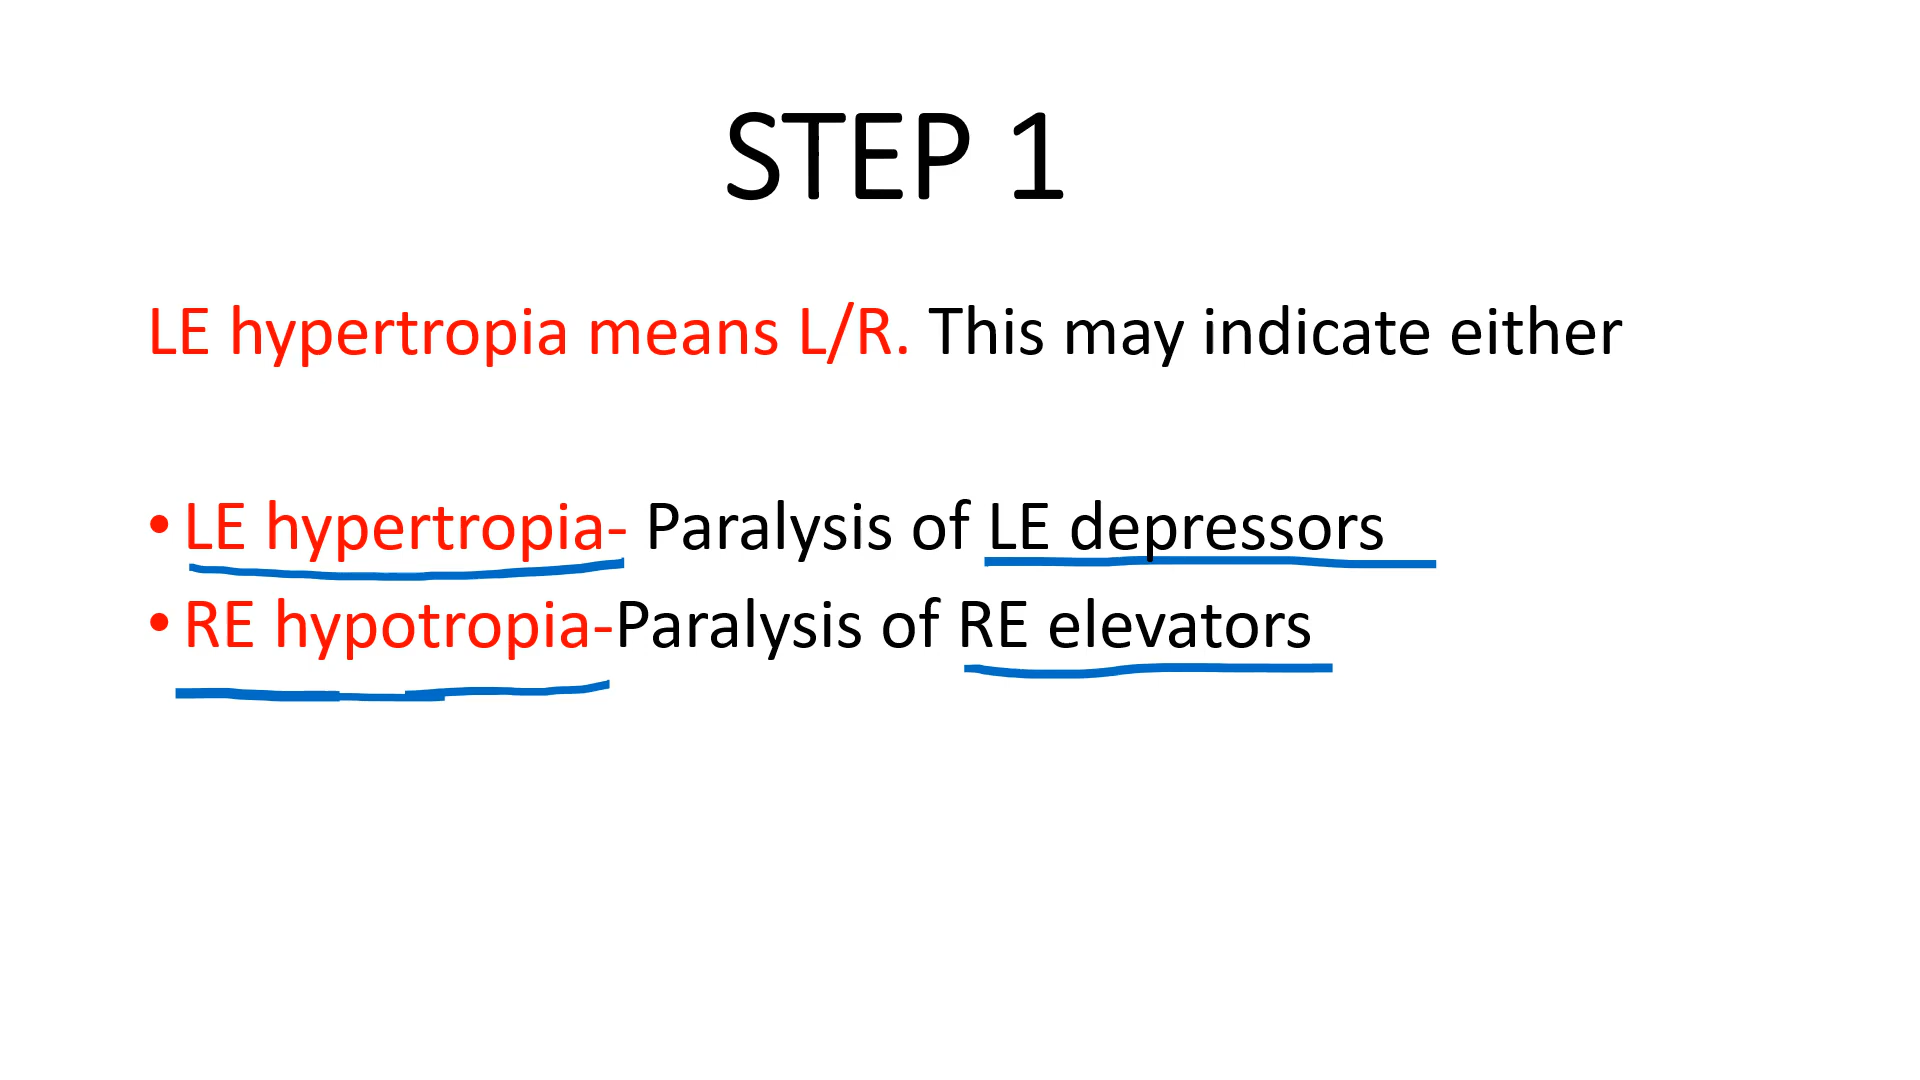 STEP 1
LE hypertropia means L/R. This may indicate either
• LE hypertropia- Paralysis of LE depressors
• RE hypotropia-Paralysis of RE elevators